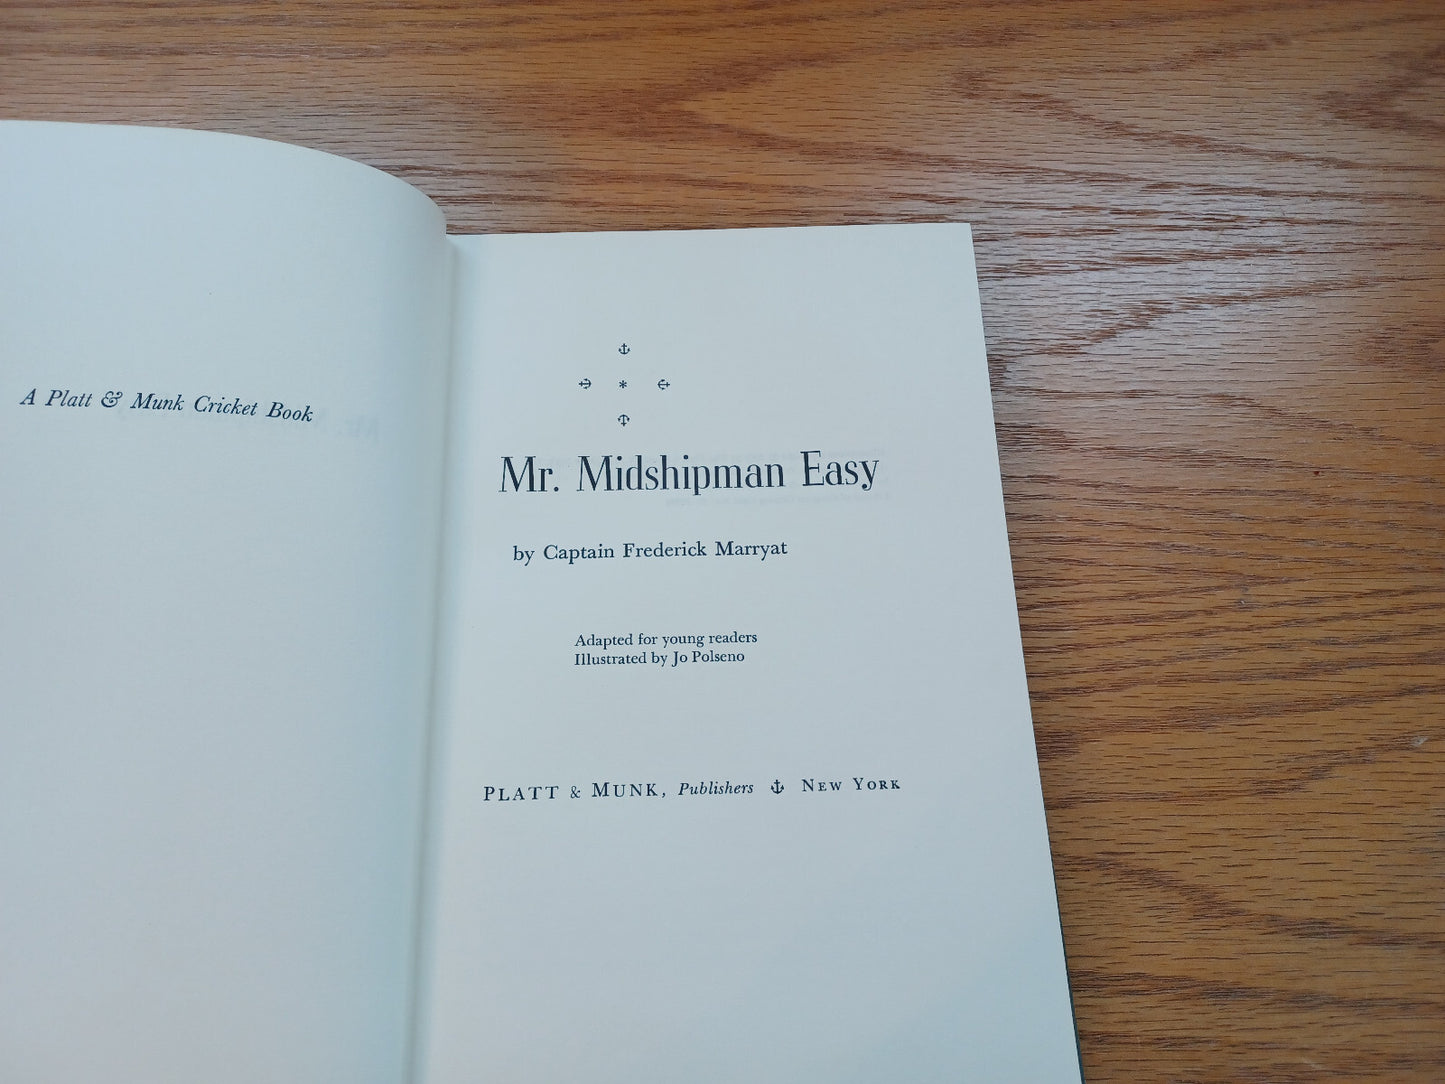 A Platt & Munk Cricket Book
Mr. Midshipman Easy
by Captain Frederick Marryat
Adapted for young readers
Illustrated by Jo Polseno
PLATT & MUNK, Publishers ⚓ NEW YORK